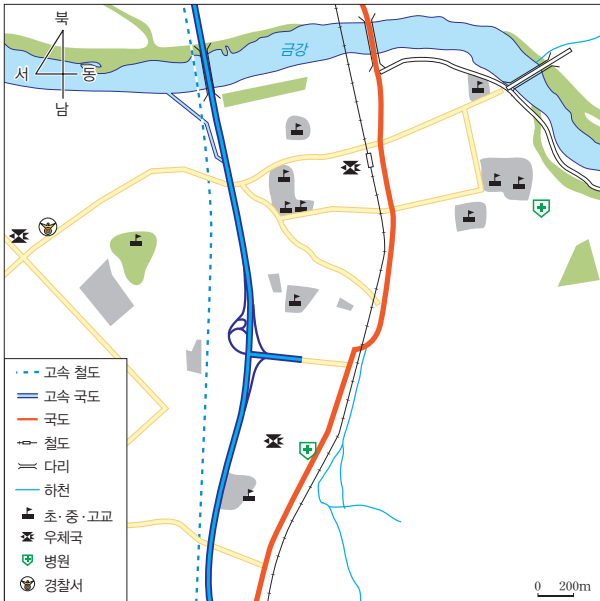 북
서 동
남
금강
고속 철도
고속 국도
국도
철도
다리
하천
초·중·고교
우체국
병원
경찰서
0 200m